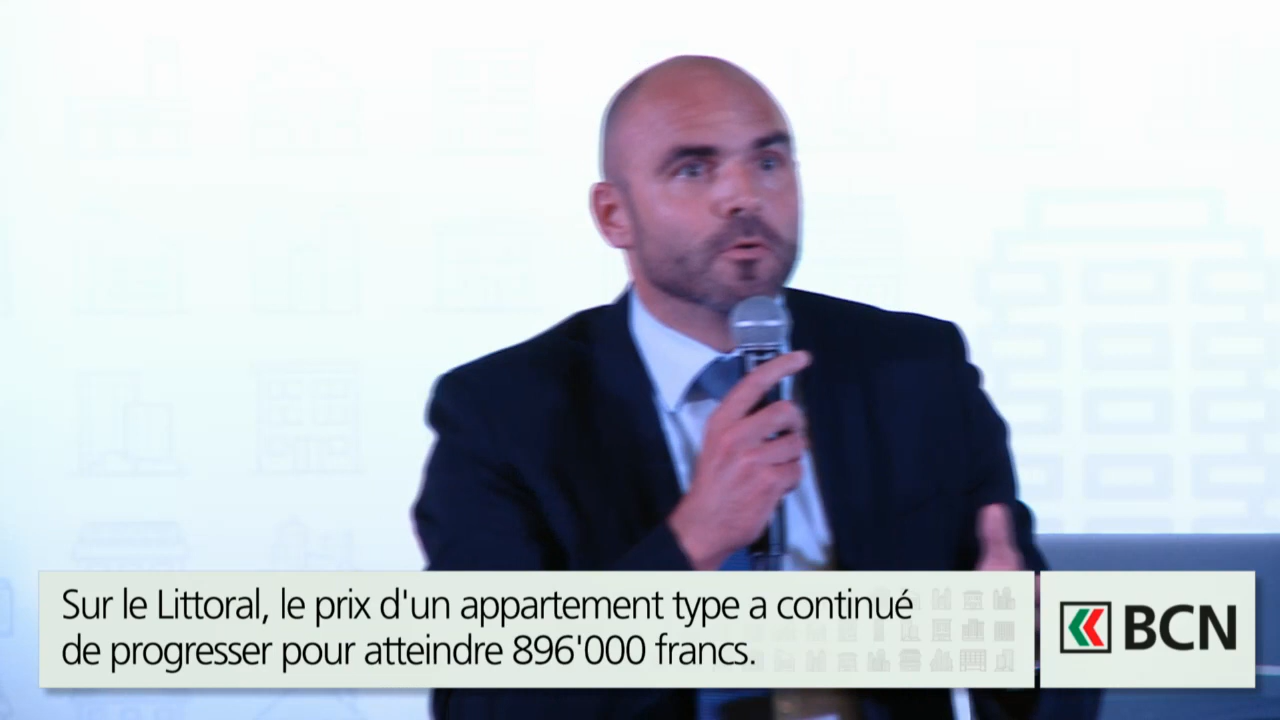 Sur le Littoral, le prix d'un appartement type a continué
de progresser pour atteindre 896'000 francs.
BCN